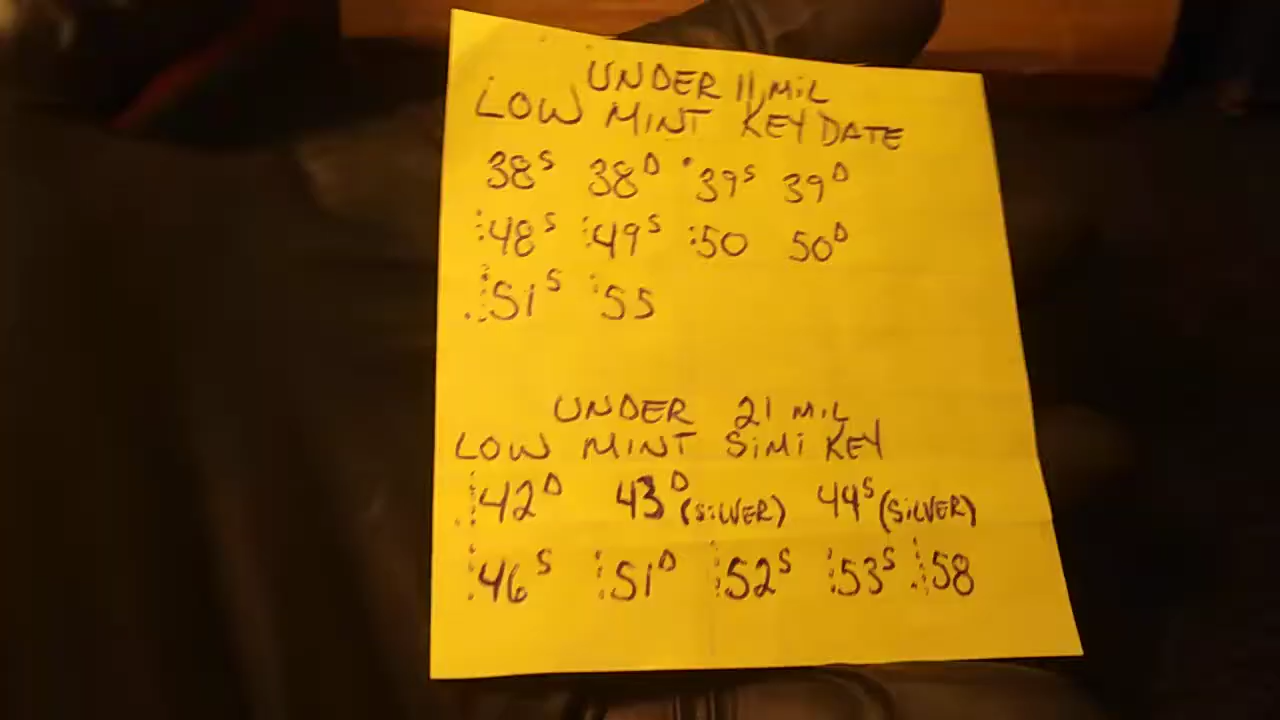 UNDER 11 MIL
LOW MINT KEY DATE
38S 38D 39S 39D
48S 49S 50 50D
51S 55
UNDER 21 MIL
LOW MINT SIMI KEY
42D 43D (SILVER) 44S (SILVER)
46S 51D 52S 53S 58